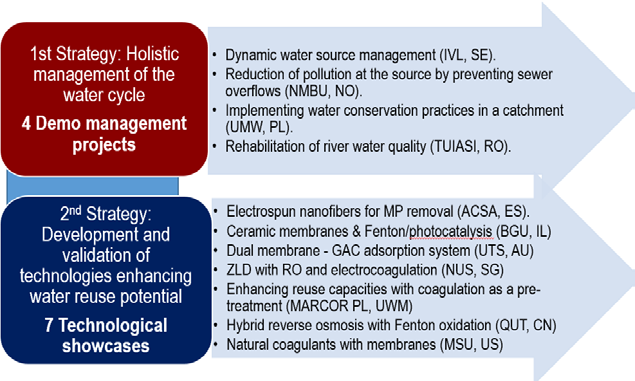 1st Strategy: Holistic
management of the
water cycle
4 Demo management
projects
• Dynamic water source management (IVL, SE).
• Reduction of pollution at the source by preventing sewer
overflows (NMBU, NO).
• Implementing water conservation practices in a catchment
(UMW, PL).
• Rehabilitation of river water quality (TUIASI, RO).
2nd Strategy:
Development and
validation of
technologies enhancing
water reuse potential
7 Technological
showcases
• Electrospun nanofibers for MP removal (ACSA, ES).
• Ceramic membranes & Fenton/photocatalysis (BGU, IL)
• Dual membrane - GAC adsorption system (UTS, AU)
• ZLD with RO and electrocoagulation (NUS, SG)
• Enhancing reuse capacities with coagulation as a pre-
treatment (MARCOR PL, UWM)
• Hybrid reverse osmosis with Fenton oxidation (QUT, CN)
• Natural coagulants with membranes (MSU, US)